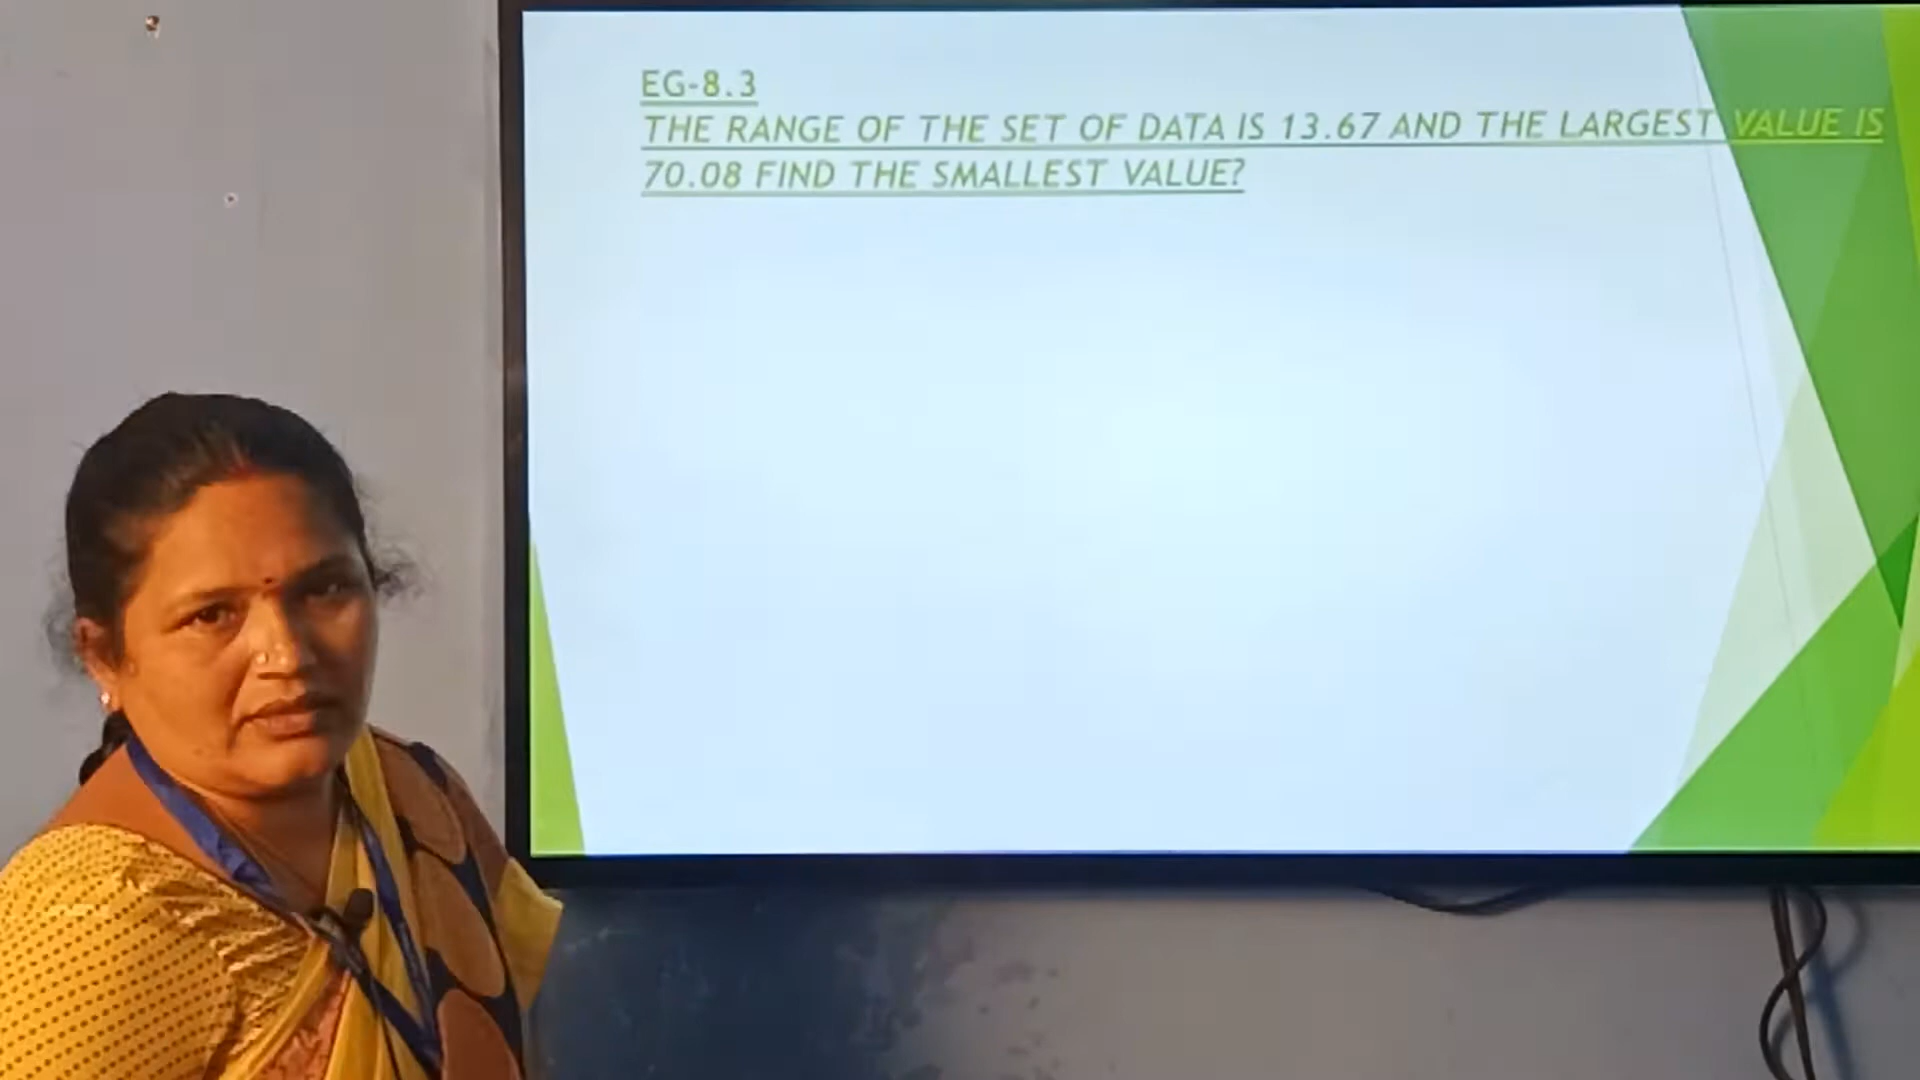 EG-8.3
THE RANGE OF THE SET OF DATA IS 13.67 AND THE LARGEST VALUE IS
70.08 FIND THE SMALLEST VALUE?